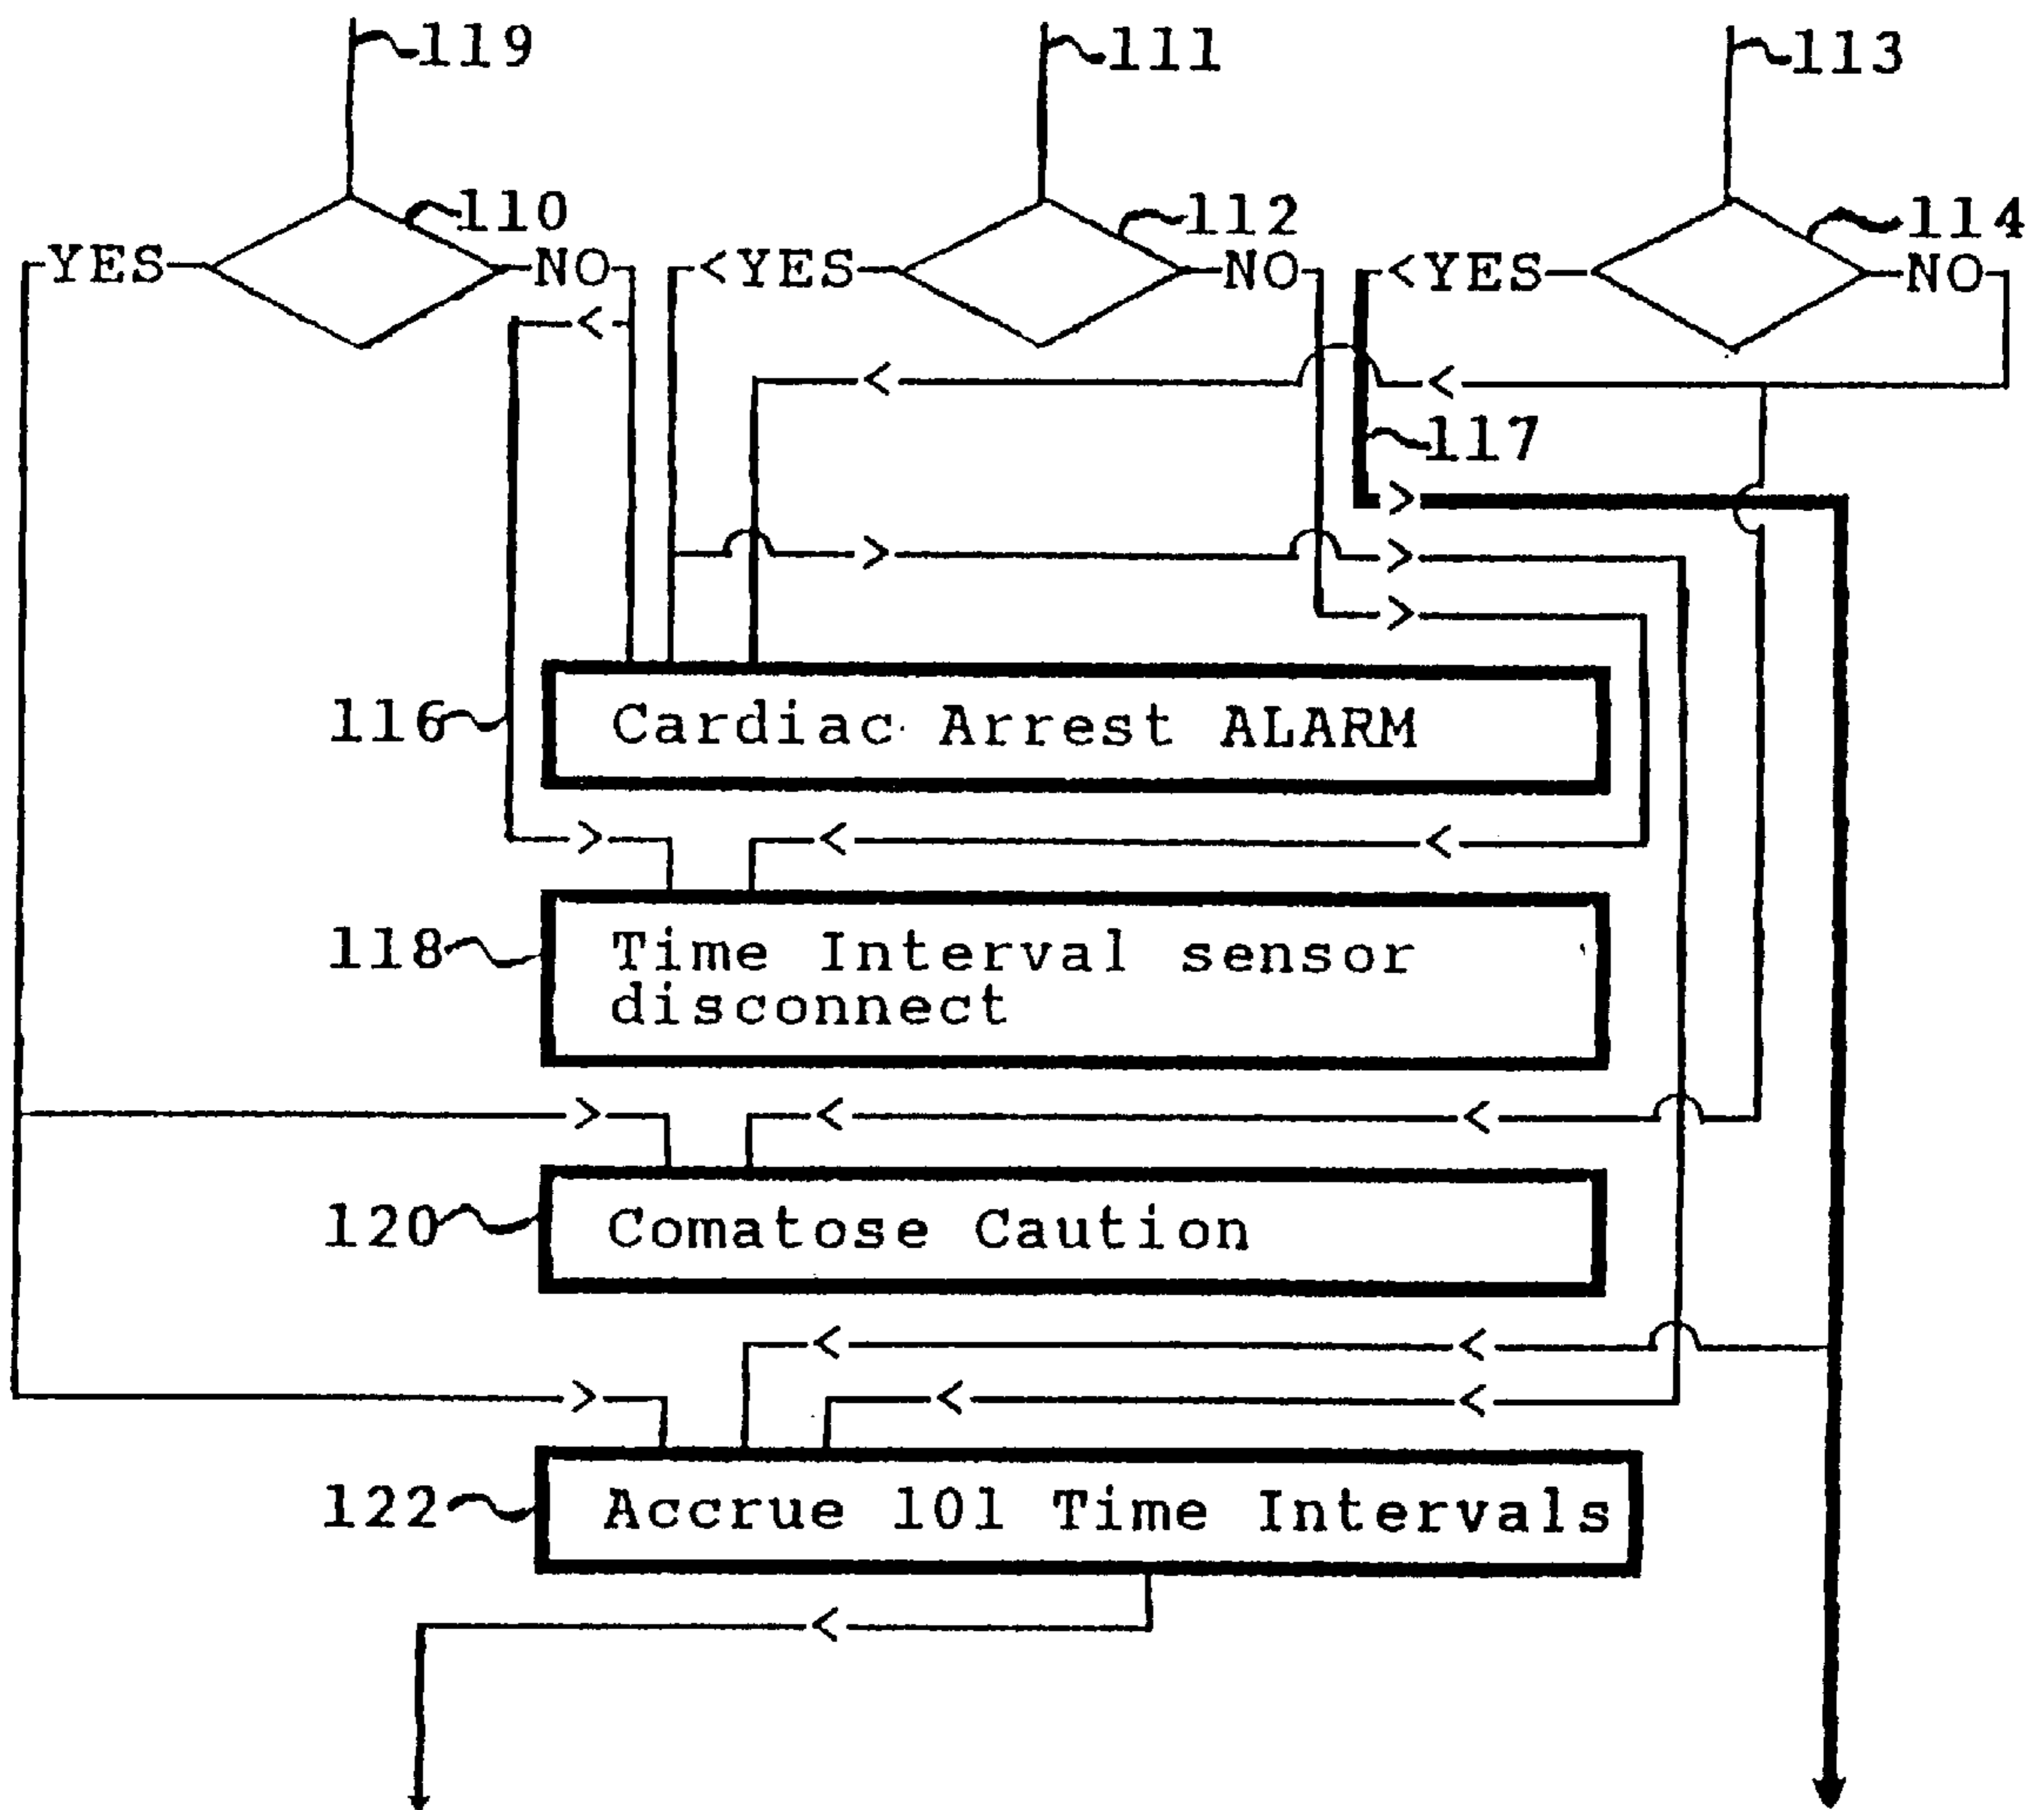 119 111 113
110 112 114
YES NO <YES NO <YES NO
<
< <
117
>
> >
>
116 Cardiac Arrest ALARM
> < <
118 Time Interval sensor
disconnect
> < <
120 Comatose Caution
< <
> < <
122 Accrue 101 Time Intervals
<